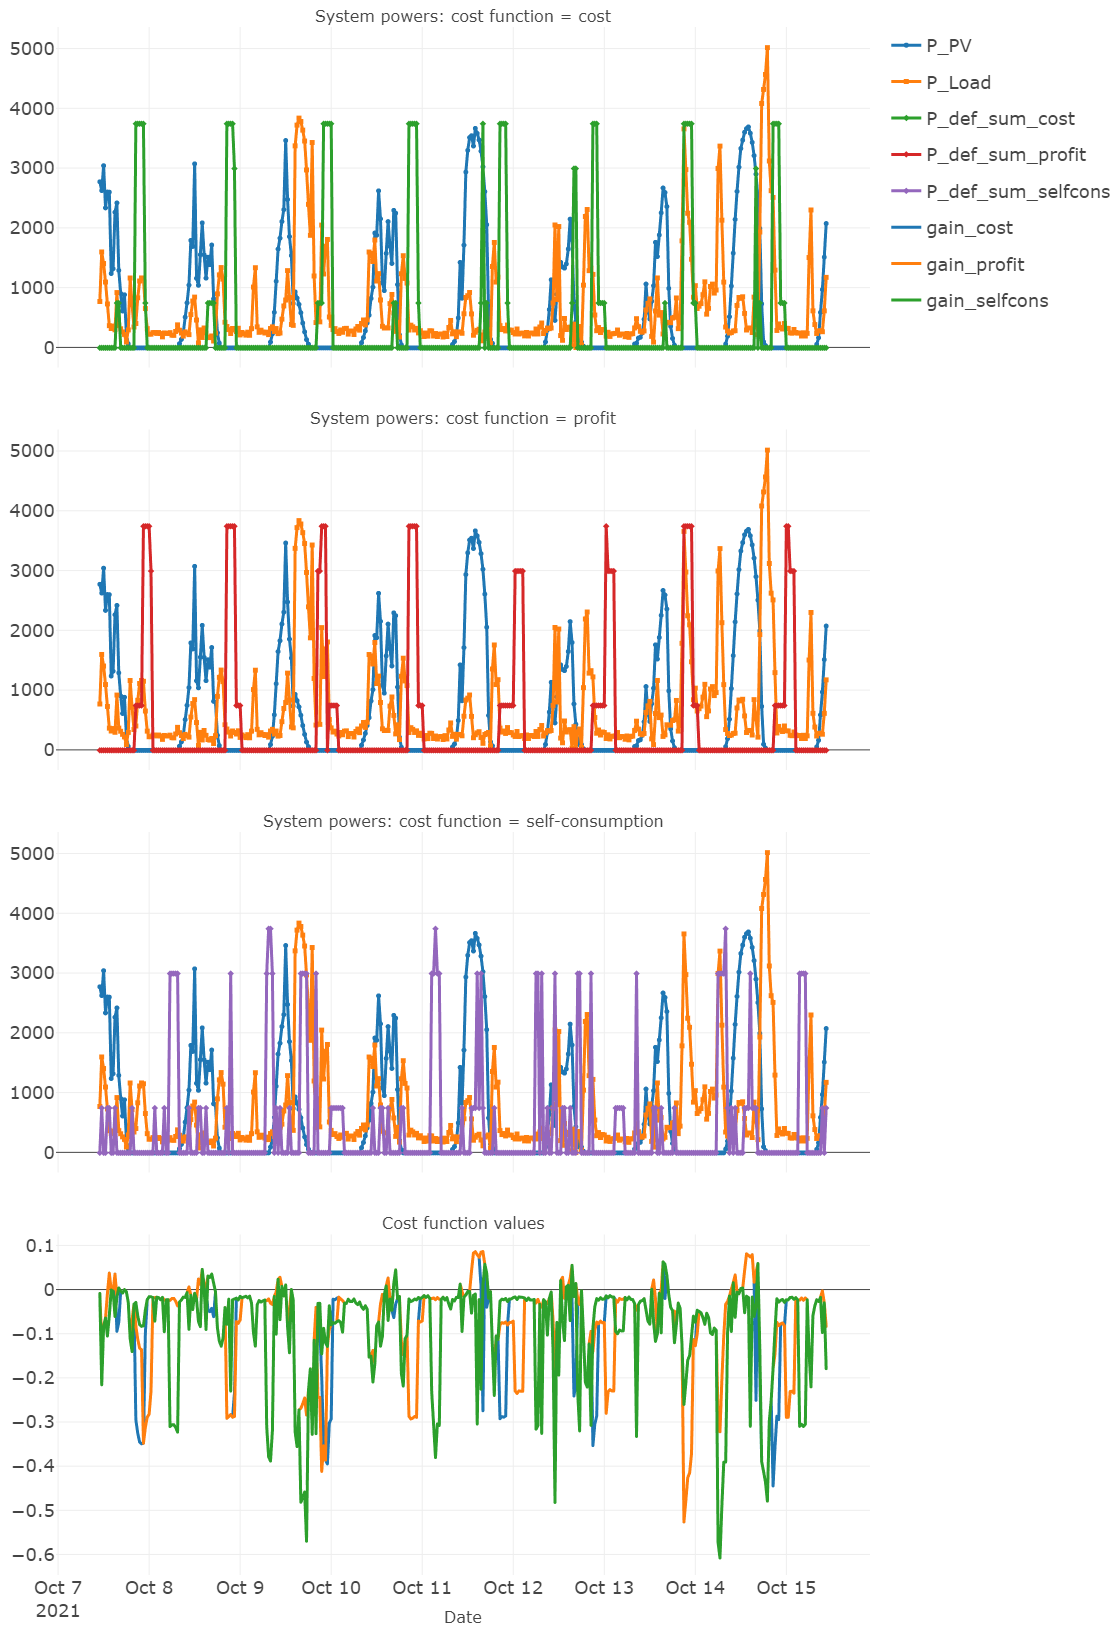 System powers: cost function = cost
5000
4000
3000
2000
1000
0
P_PV
P_Load
P_def_sum_cost
P_def_sum_profit
P_def_sum_selfcons
gain_cost
gain_profit
gain_selfcons
System powers: cost function = profit
5000
4000
3000
2000
1000
0
System powers: cost function = self-consumption
5000
4000
3000
2000
1000
0
Cost function values
0.1
0
−0.1
−0.2
−0.3
−0.4
−0.5
−0.6
Oct 7 Oct 8 Oct 9 Oct 10 Oct 11 Oct 12 Oct 13 Oct 14 Oct 15
2021
Date